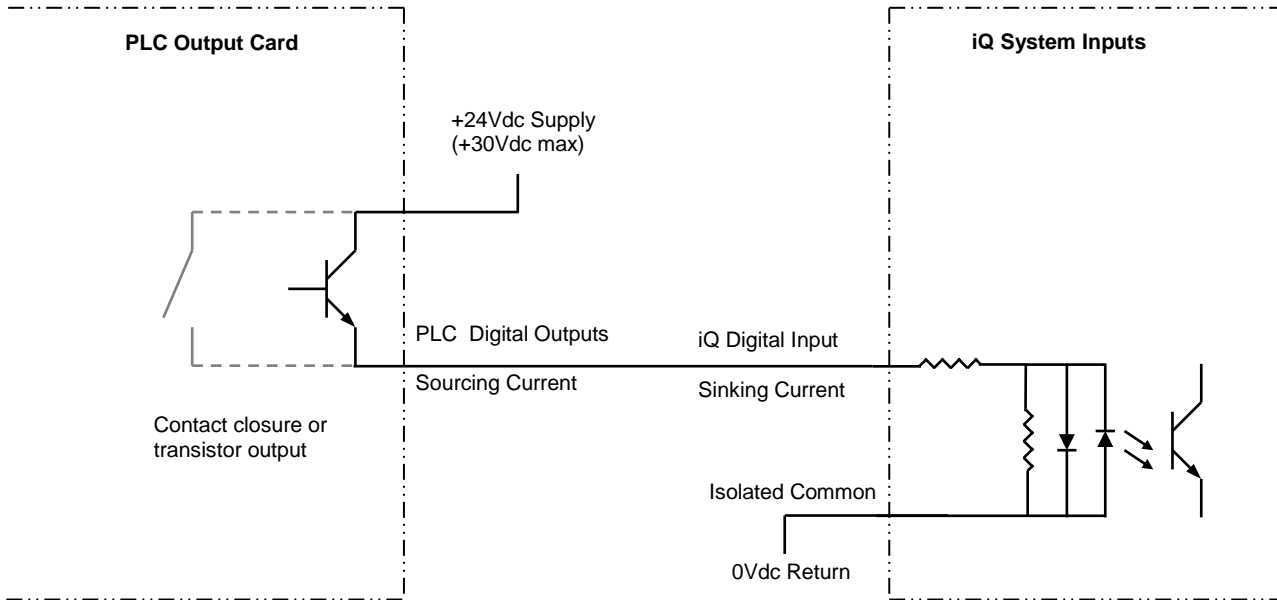 PLC Output Card
iQ System Inputs
+24Vdc Supply
(+30Vdc max)
PLC Digital Outputs
iQ Digital Input
Sourcing Current
Sinking Current
Contact closure or
transistor output
Isolated Common
0Vdc Return